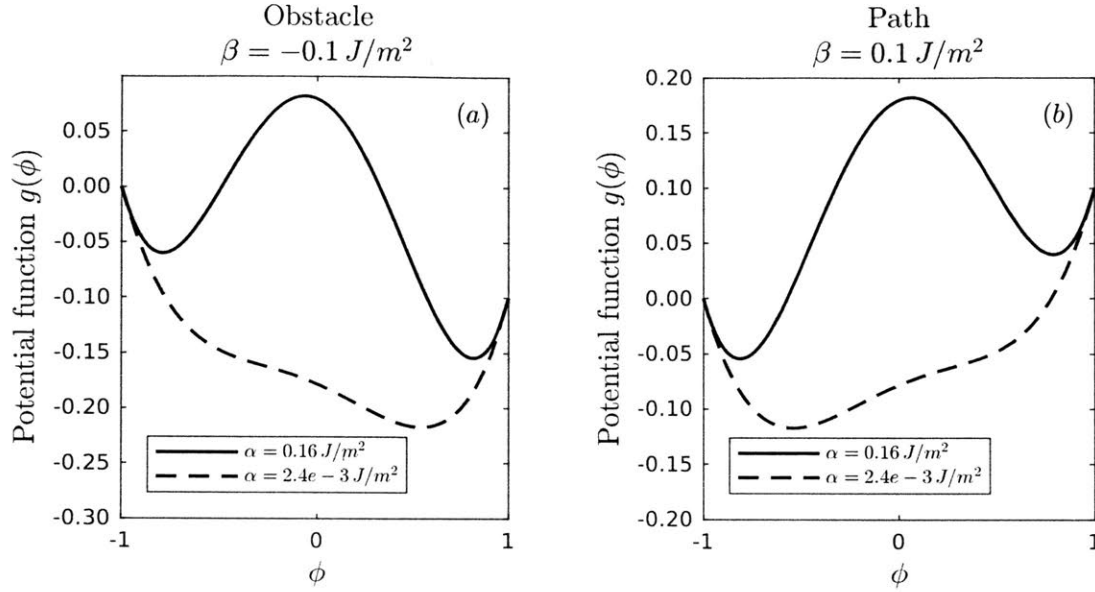 Obstacle
β = −0.1 J/m²
(a)
Potential function g(ϕ)
0.05
0.00
-0.05
-0.10
-0.15
-0.20
-0.25
-0.30
α = 0.16 J/m²
α = 2.4e − 3 J/m²
-1
0
1
ϕ
Path
β = 0.1 J/m²
(b)
Potential function g(ϕ)
0.20
0.15
0.10
0.05
0.00
-0.05
-0.10
-0.15
-0.20
α = 0.16 J/m²
α = 2.4e − 3 J/m²
-1
0
1
ϕ